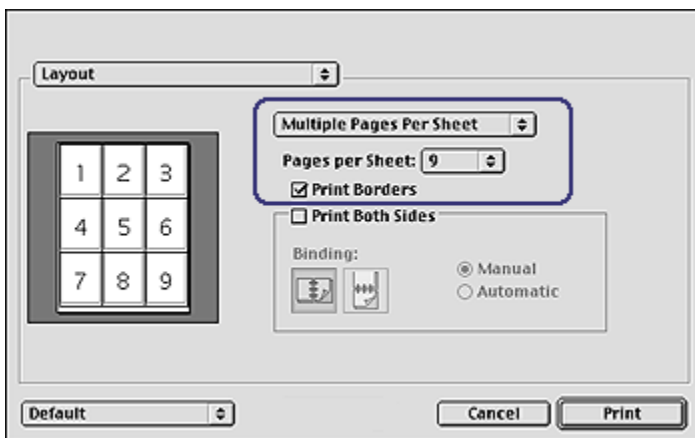 Layout
Multiple Pages Per Sheet
Pages per Sheet: 9
Print Borders
1 2 3
4 5 6
7 8 9
Print Both Sides
Binding:
Manual
Automatic
Default
Cancel
Print